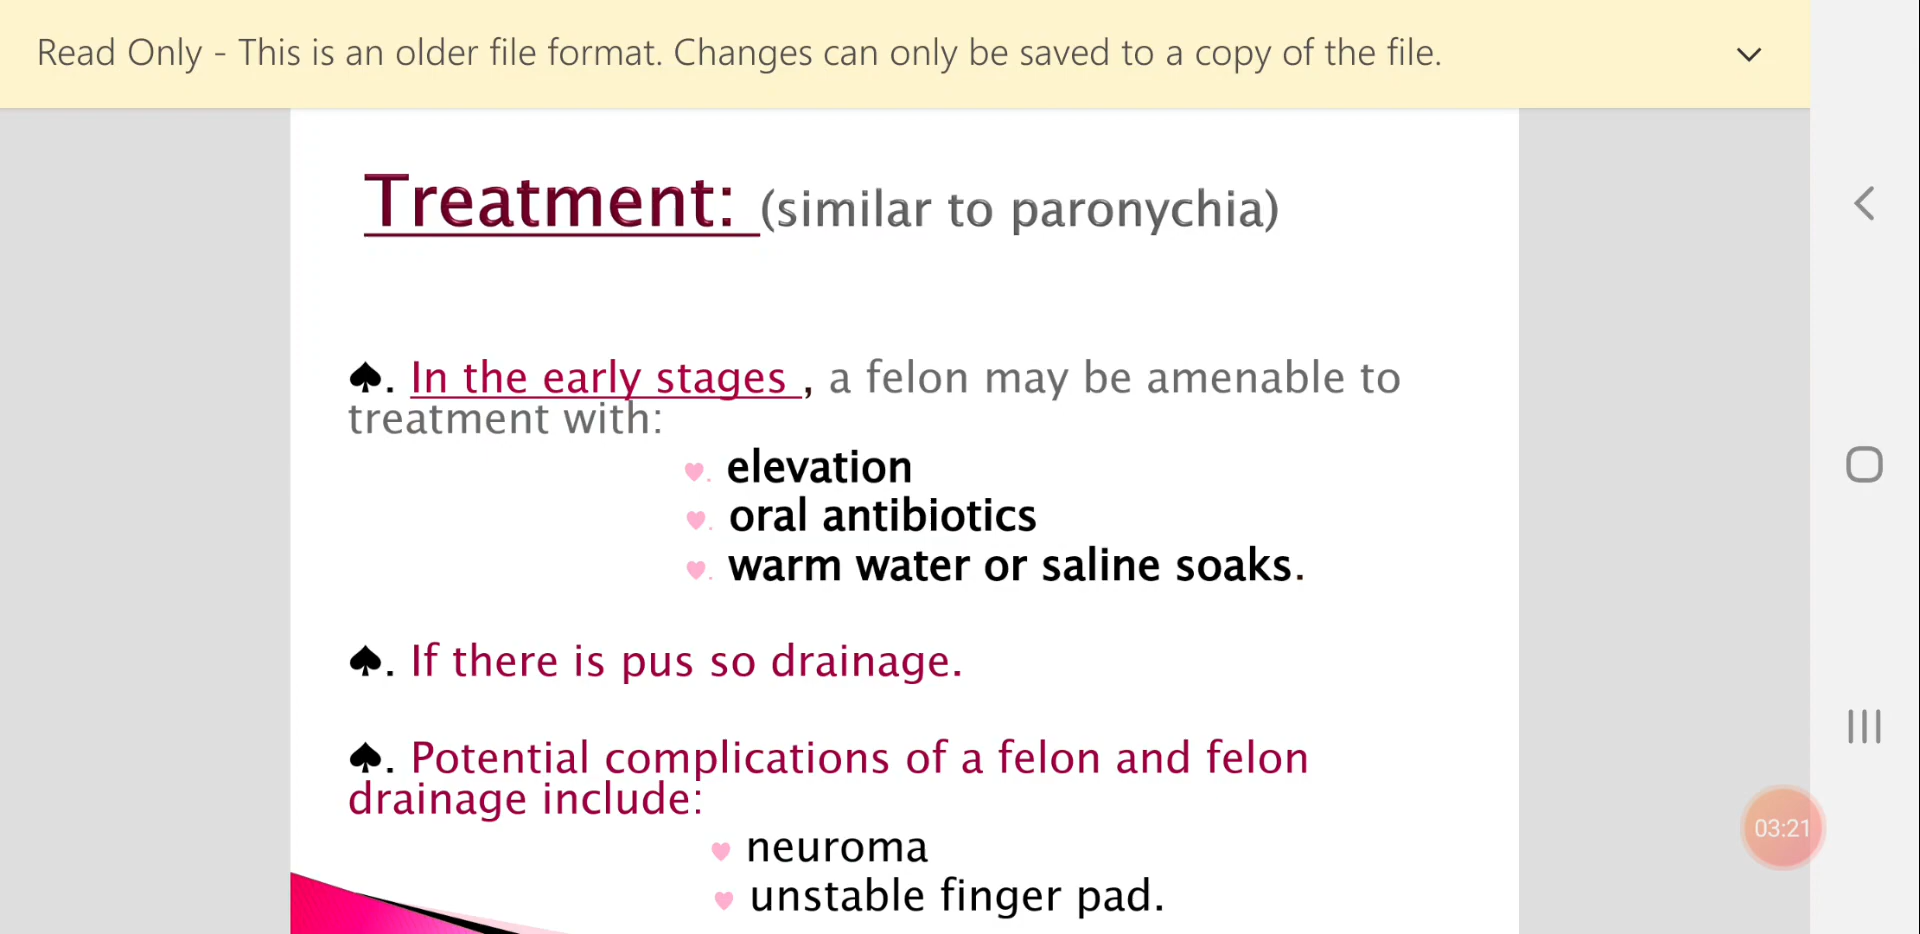 Read Only - This is an older file format. Changes can only be saved to a copy of the file.
Treatment: (similar to paronychia)
♠. In the early stages , a felon may be amenable to
treatment with:
♥. elevation
♥. oral antibiotics
♥. warm water or saline soaks.
♠. If there is pus so drainage.
♠. Potential complications of a felon and felon
drainage include:
♥ neuroma
♥ unstable finger pad.
03:21